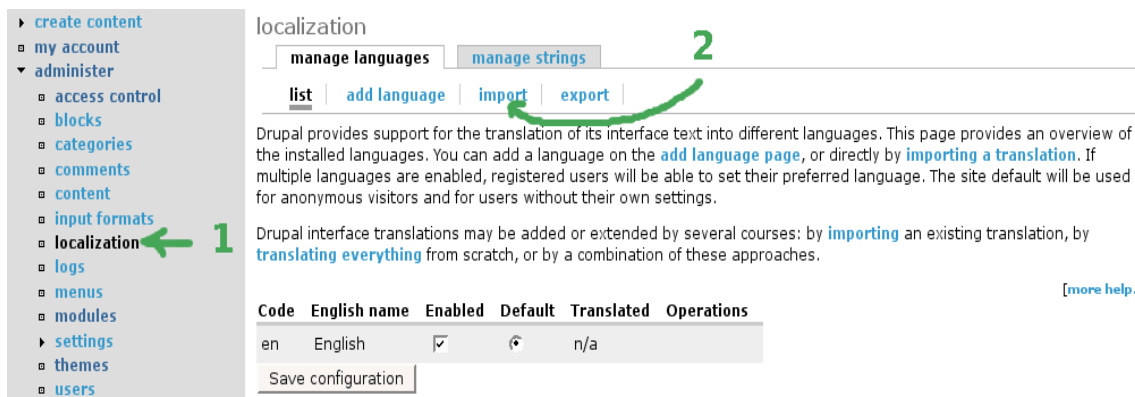 create content
my account
administer
access control
blocks
categories
comments
content
input formats
localization
logs
menus
modules
settings
themes
users
1
localization
2
manage languages manage strings
list add language import export
Drupal provides support for the translation of its interface text into different languages. This page provides an overview of
the installed languages. You can add a language on the add language page, or directly by importing a translation. If
multiple languages are enabled, registered users will be able to set their preferred language. The site default will be used
for anonymous visitors and for users without their own settings.
Drupal interface translations may be added or extended by several courses: by importing an existing translation, by
translating everything from scratch, or by a combination of these approaches.
[more help.
Code English name Enabled Default Translated Operations
en English n/a
Save configuration